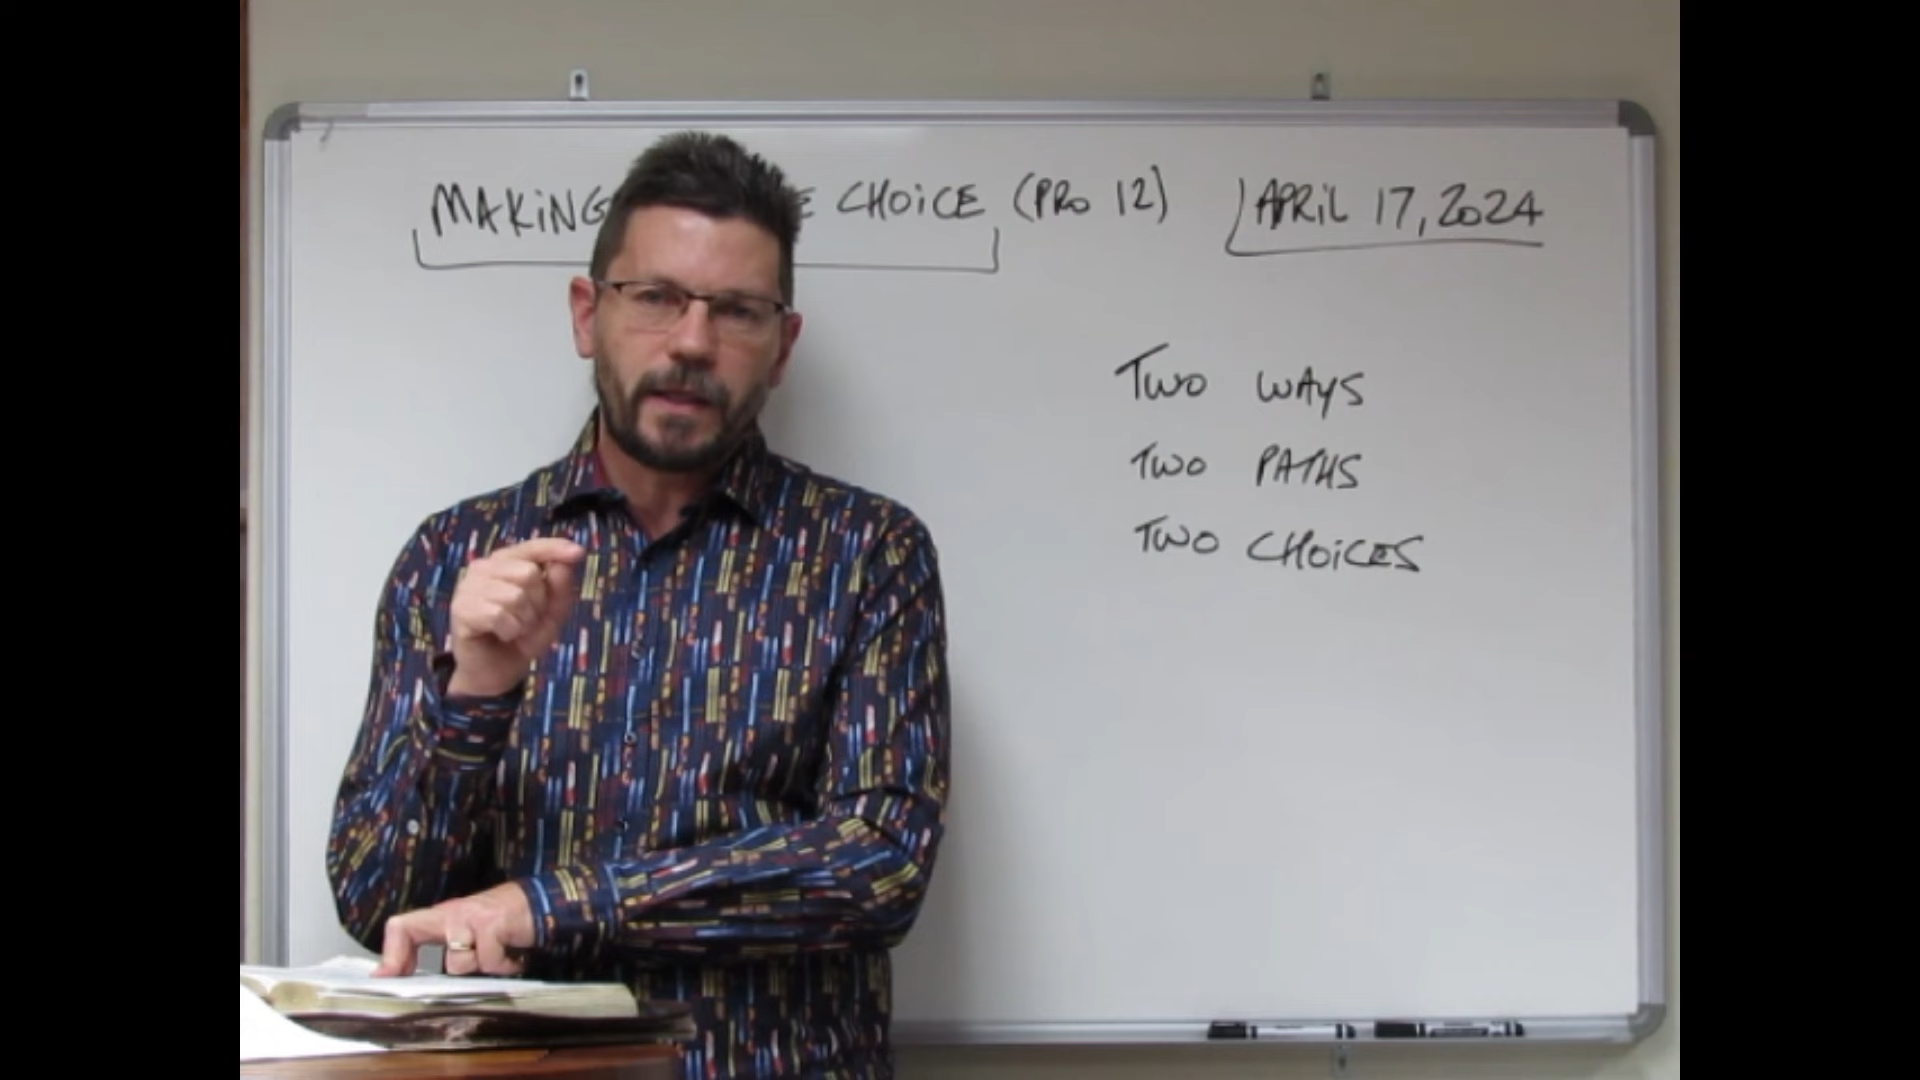 MAKiNG CHOiCE (PRO 12) APRiL 17, 2024
TWO WAYS
TWO PATHS
TWO CHOiCES